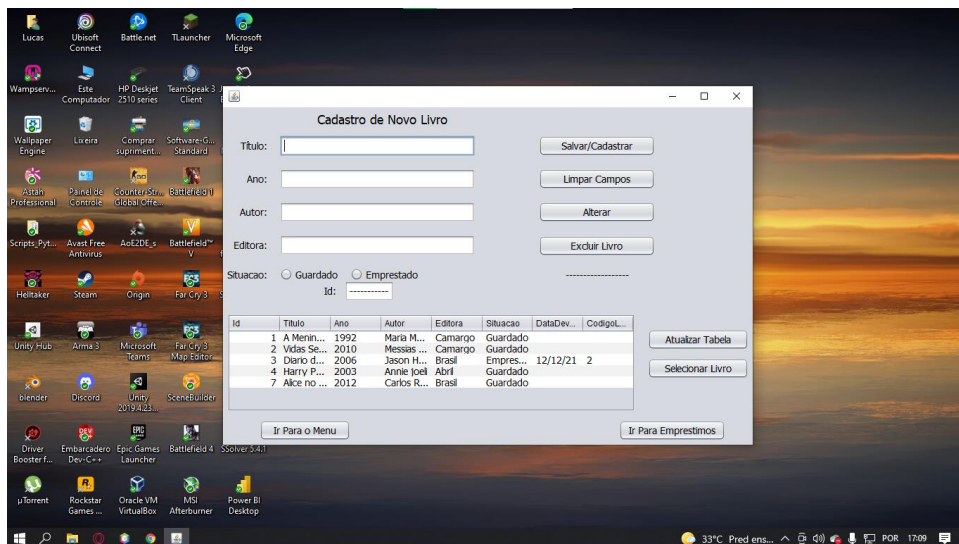 Lucas
Ubisoft
Connect
Battle.net
TLauncher
Microsoft
Edge
Wampserv...
Este
Computador
HP Deskjet
2510 series
TeamSpeak 3
Client
Wallpaper
Engine
Lixeira
Comprar
supriment...
Software-G...
Standard
Astah
Professional
Painel de
Controle
Counter-Str...
Global Offe...
Battlefield 1
Scripts_Pyt...
Avast Free
Antivirus
AoE2DE_s
Battlefield™
V
Helltaker
Steam
Origin
Far Cry 3
Unity Hub
Arma 3
Microsoft
Teams
Far Cry 3
Map Editor
blender
Discord
Unity
2019.4.23...
SceneBuilder
Driver
Booster f...
Embarcadero
Dev-C++
Epic Games
Launcher
Battlefield 4
SSolver 5.4.1
µTorrent
Rockstar
Games ...
Oracle VM
VirtualBox
MSI
Afterburner
Power BI
Desktop
Cadastro de Novo Livro
Título:
Salvar/Cadastrar
Ano:
Limpar Campos
Autor:
Alterar
Editora:
Excluir Livro
Situacao: Guardado Emprestado -----------------
Id: -----------
Id Titulo Ano Autor Editora Situacao DataDev... CodigoL...
1 A Menin... 1992 Maria M... Camargo Guardado
2 Vidas Se... 2010 Messias ... Camargo Guardado
3 Diario d... 2006 Jason H... Brasil Empres... 12/12/21 2
4 Harry P... 2003 Annie Joeli Abril Guardado
7 Alice no ... 2012 Carlos R... Brasil Guardado
Atualizar Tabela
Selecionar Livro
Ir Para o Menu
Ir Para Emprestimos
33°C Pred ens... POR 17:09